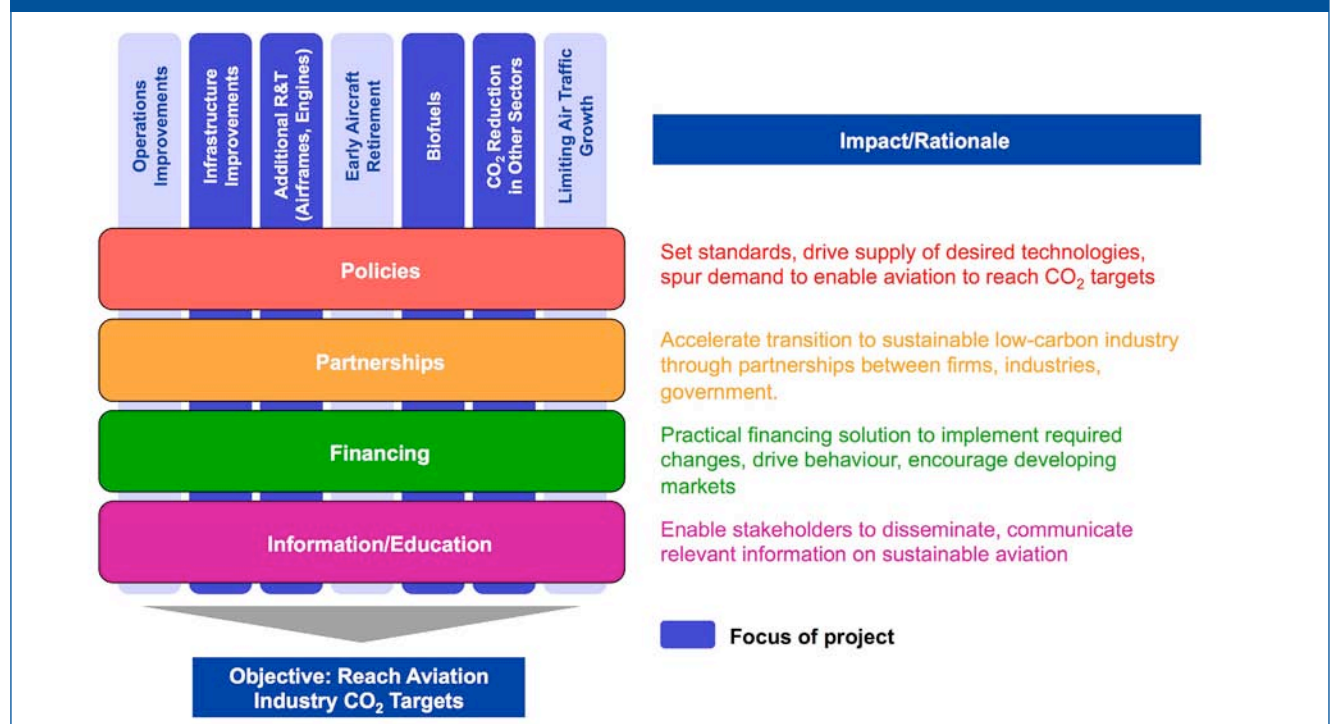 Operations
Improvements
Infrastructure
Improvements
Additional R&T
(Airframes, Engines)
Early Aircraft
Retirement
Biofuels
CO₂ Reduction
in Other Sectors
Limiting Air Traffic
Growth
Impact/Rationale
Policies
Set standards, drive supply of desired technologies,
spur demand to enable aviation to reach CO₂ targets
Partnerships
Accelerate transition to sustainable low-carbon industry
through partnerships between firms, industries,
government.
Financing
Practical financing solution to implement required
changes, drive behaviour, encourage developing
markets
Information/Education
Enable stakeholders to disseminate, communicate
relevant information on sustainable aviation
Focus of project
Objective: Reach Aviation
Industry CO₂ Targets